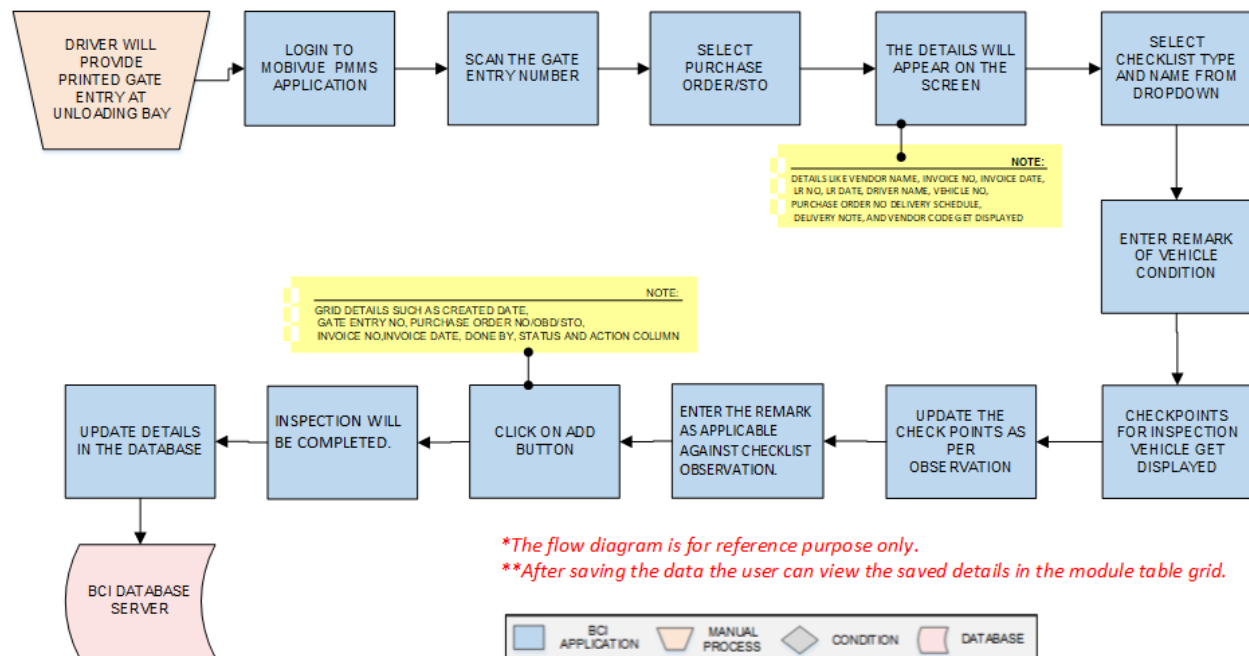 DRIVER WILL
PROVIDE
PRINTED GATE
ENTRY AT
UNLOADING BAY
LOGIN TO
MOBIVUE PMMS
APPLICATION
SCAN THE GATE
ENTRY NUMBER
SELECT
PURCHASE
ORDER/STO
THE DETAILS WILL
APPEAR ON THE
SCREEN
SELECT
CHECKLIST TYPE
AND NAME FROM
DROPDOWN
NOTE:
DETAILS LIKE VENDOR NAME, INVOICE NO, INVOICE DATE,
LR NO, LR DATE, DRIVER NAME, VEHICLE NO,
PURCHASE ORDER NO DELIVERY SCHEDULE,
DELIVERY NOTE, AND VENDOR CODE GET DISPLAYED
ENTER REMARK
OF VEHICLE
CONDITION
NOTE:
GRID DETAILS SUCH AS CREATED DATE,
GATE ENTRY NO, PURCHASE ORDER NO/OBD/STO,
INVOICE NO,INVOICE DATE, DONE BY, STATUS AND ACTION COLUMN
CHECKPOINTS
FOR INSPECTION
VEHICLE GET
DISPLAYED
UPDATE THE
CHECK POINTS AS
PER
OBSERVATION
ENTER THE REMARK
AS APPLICABLE
AGAINST CHECKLIST
OBSERVATION.
CLICK ON ADD
BUTTON
INSPECTION WILL
BE COMPLETED.
UPDATE DETAILS
IN THE DATABASE
BCI DATABASE
SERVER
*The flow diagram is for reference purpose only.
**After saving the data the user can view the saved details in the module table grid.
BCI
APPLICATION
MANUAL
PROCESS
CONDITION
DATABASE